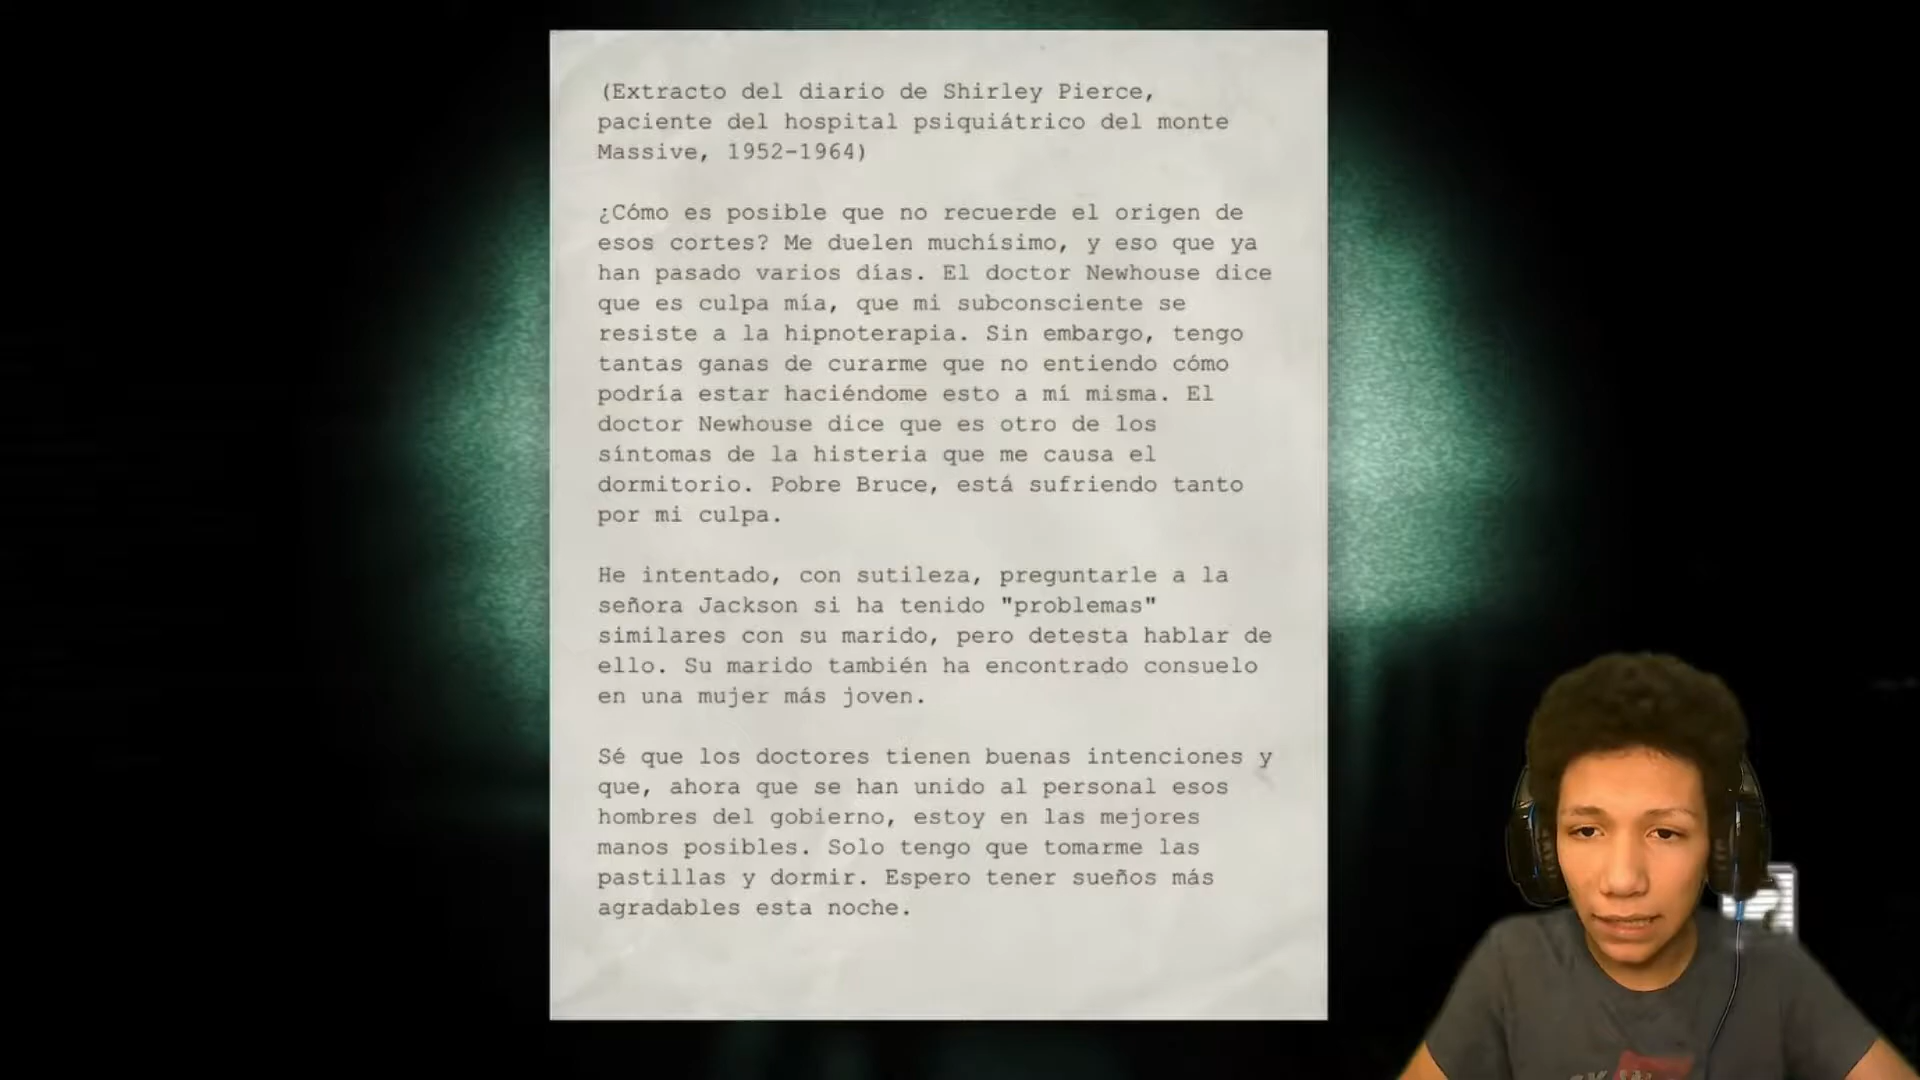 (Extracto del diario de Shirley Pierce,
paciente del hospital psiquiátrico del monte
Massive, 1952-1964)
¿Cómo es posible que no recuerde el origen de
esos cortes? Me duelen muchísimo, y eso que ya
han pasado varios días. El doctor Newhouse dice
que es culpa mía, que mi subconsciente se
resiste a la hipnoterapia. Sin embargo, tengo
tantas ganas de curarme que no entiendo cómo
podría estar haciéndome esto a mí misma. El
doctor Newhouse dice que es otro de los
síntomas de la histeria que me causa el
dormitorio. Pobre Bruce, está sufriendo tanto
por mi culpa.
He intentado, con sutileza, preguntarle a la
señora Jackson si ha tenido "problemas"
similares con su marido, pero detesta hablar de
ello. Su marido también ha encontrado consuelo
en una mujer más joven.
Sé que los doctores tienen buenas intenciones y
que, ahora que se han unido al personal esos
hombres del gobierno, estoy en las mejores
manos posibles. Solo tengo que tomarme las
pastillas y dormir. Espero tener sueños más
agradables esta noche.